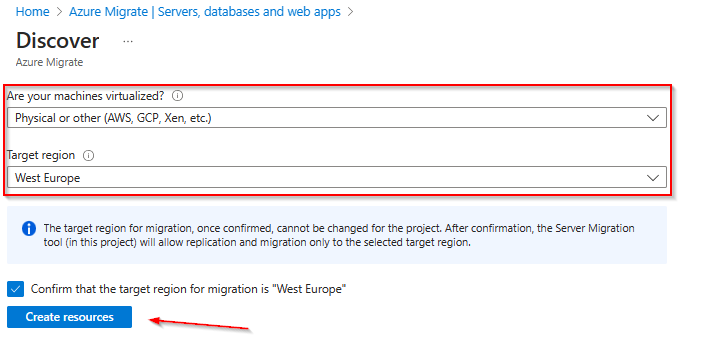 Home > Azure Migrate | Servers, databases and web apps >
Discover ...
Azure Migrate
Are your machines virtualized?
Physical or other (AWS, GCP, Xen, etc.)
Target region
West Europe
The target region for migration, once confirmed, cannot be changed for the project. After confirmation, the Server Migration
tool (in this project) will allow replication and migration only to the selected target region.
Confirm that the target region for migration is "West Europe"
Create resources